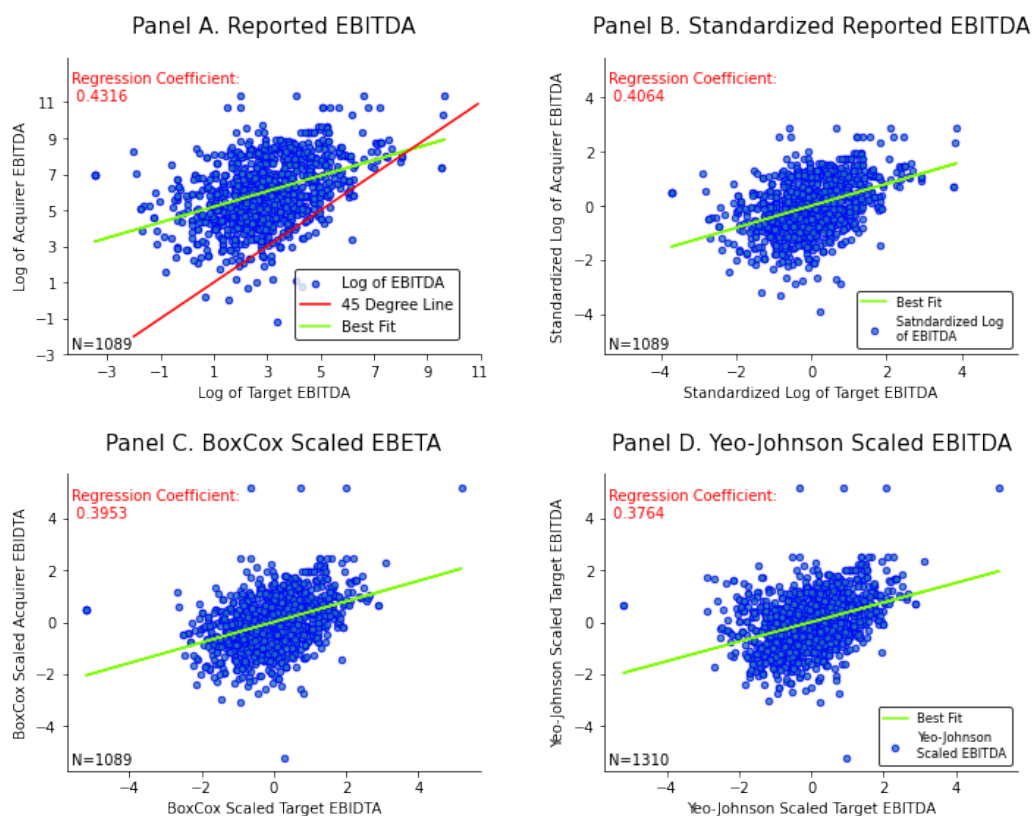 Panel A. Reported EBITDA
Regression Coefficient:
0.4316
11
9
7
5
3
1
−1
−3
Log of Acquirer EBITDA
Log of EBITDA
45 Degree Line
Best Fit
N=1089
−3
−1
1
3
5
7
9
11
Log of Target EBITDA
Panel B. Standardized Reported EBITDA
Regression Coefficient:
0.4064
4
2
0
−2
−4
Standardized Log of Acquirer EBITDA
Best Fit
Satndardized Log
of EBITDA
N=1089
−4
−2
0
2
4
Standardized Log of Target EBITDA
Panel C. BoxCox Scaled EBETA
Regression Coefficient:
0.3953
4
2
0
−2
−4
BoxCox Scaled Acquirer EBIDTA
N=1089
−4
−2
0
2
4
BoxCox Scaled Target EBIDTA
Panel D. Yeo-Johnson Scaled EBITDA
Regression Coefficient:
0.3764
4
2
0
−2
−4
Yeo-Johnson Scaled Target EBITDA
Best Fit
Yeo-Johnson
Scaled EBITDA
N=1310
−4
−2
0
2
4
Yeo-Johnson Scaled Target EBITDA